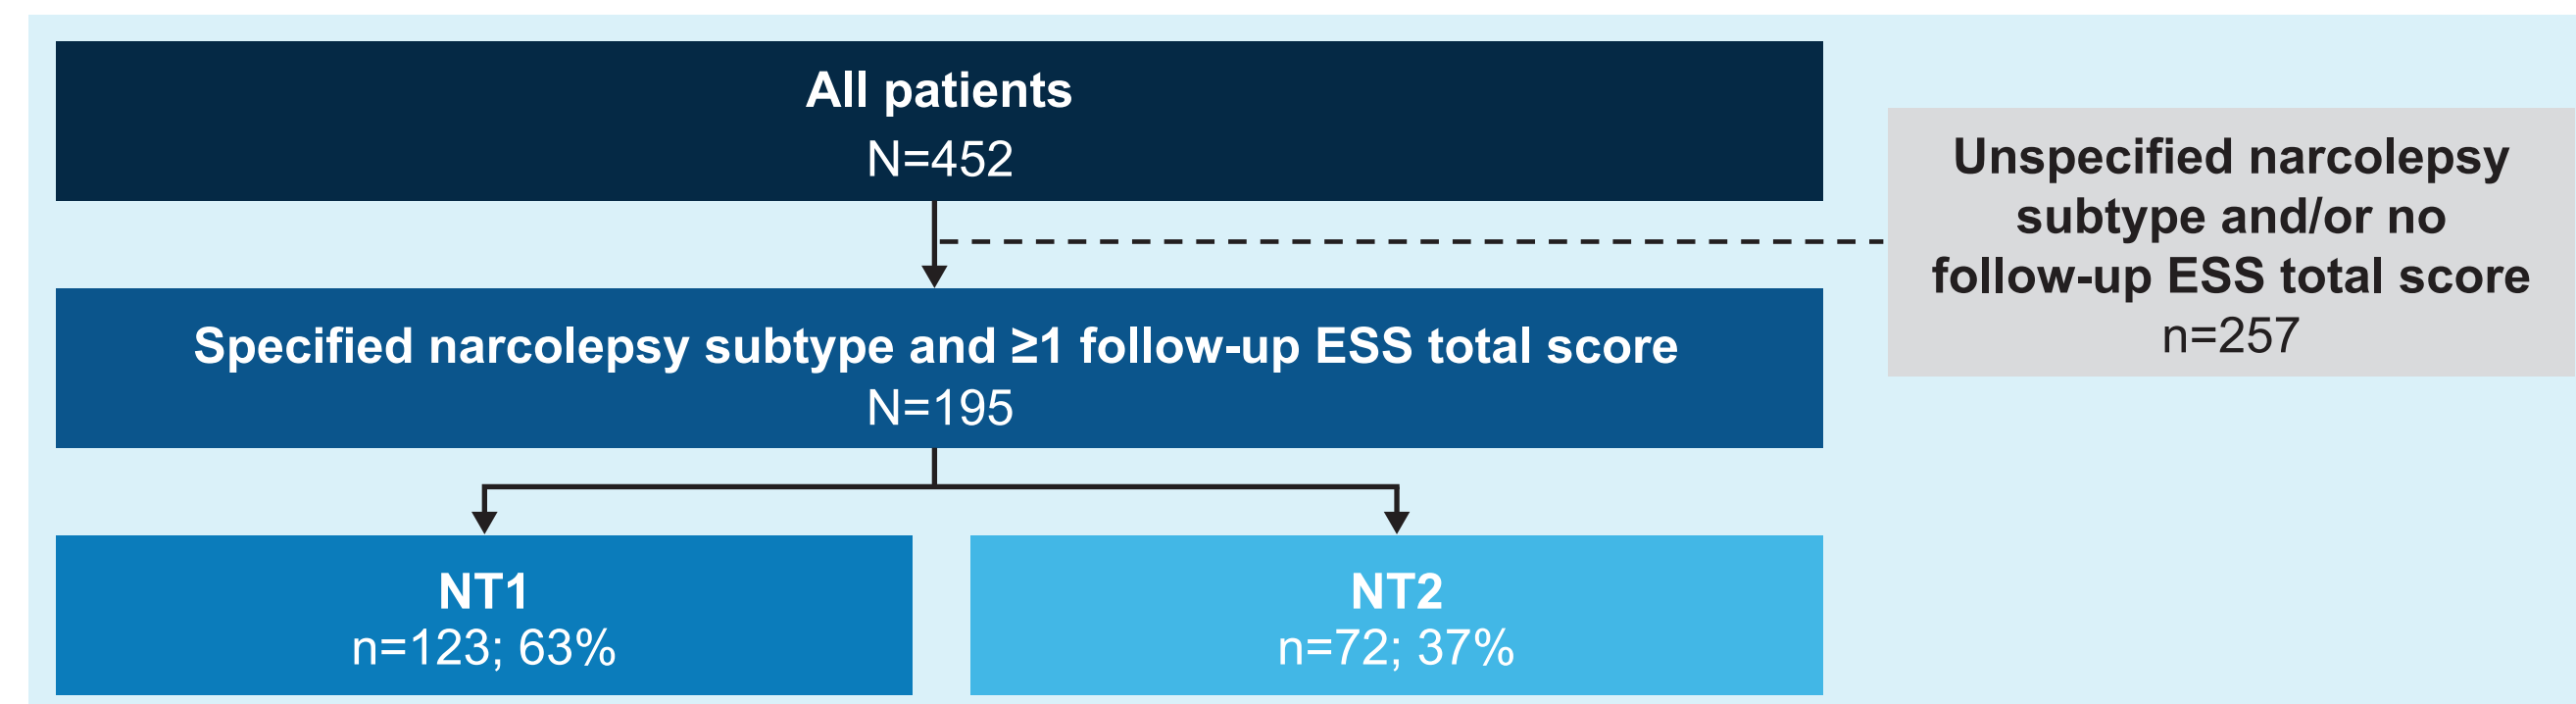 All patients
N=452
Unspecified narcolepsy
subtype and/or no
follow-up ESS total score
n=257
Specified narcolepsy subtype and ≥1 follow-up ESS total score
N=195
NT1
n=123; 63%
NT2
n=72; 37%